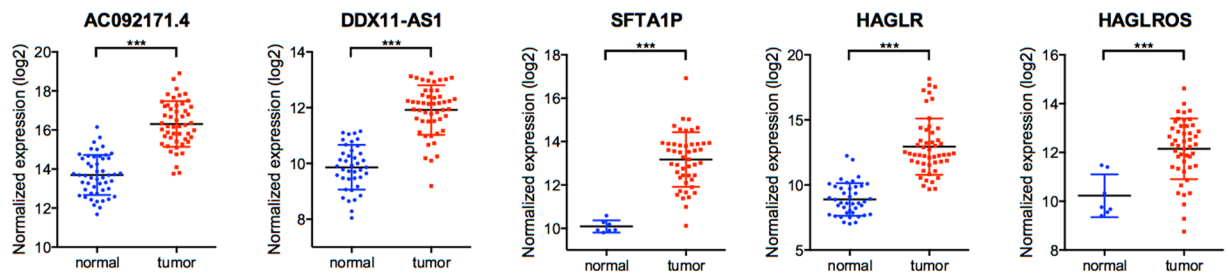 AC092171.4
Normalized expression (log2)
20
18
16
14
12
10
***
normal tumor
DDX11-AS1
Normalized expression (log2)
14
12
10
8
***
normal tumor
SFTA1P
Normalized expression (log2)
18
16
14
12
10
***
normal tumor
HAGLR
Normalized expression (log2)
20
15
10
5
***
normal tumor
HAGLROS
Normalized expression (log2)
16
14
12
10
8
***
normal tumor